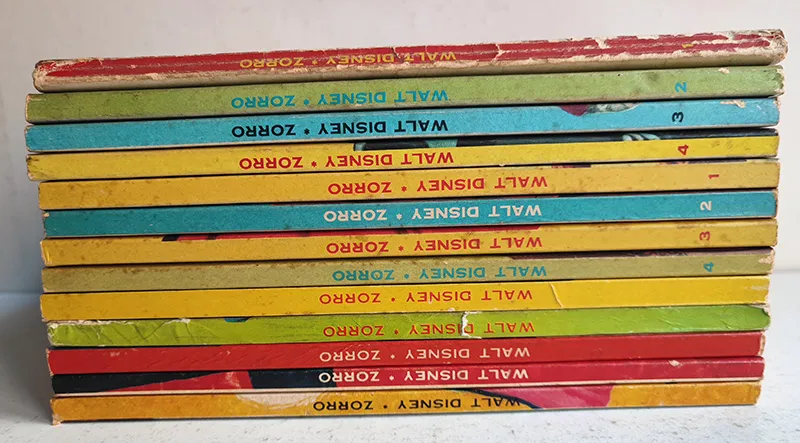 WALT DISNEY • ZORRO 1
WALT DISNEY * ZORRO 2
WALT DISNEY * ZORRO 3
WALT DISNEY * ZORRO 4
WALT DISNEY * ZORRO 1
WALT DISNEY * ZORRO 2
WALT DISNEY • ZORRO 3
WALT DISNEY • ZORRO 4
WALT DISNEY • ZORRO
WALT DISNEY • ZORRO
WALT DISNEY • ZORRO
WALT DISNEY • ZORRO
WALT DISNEY • ZORRO